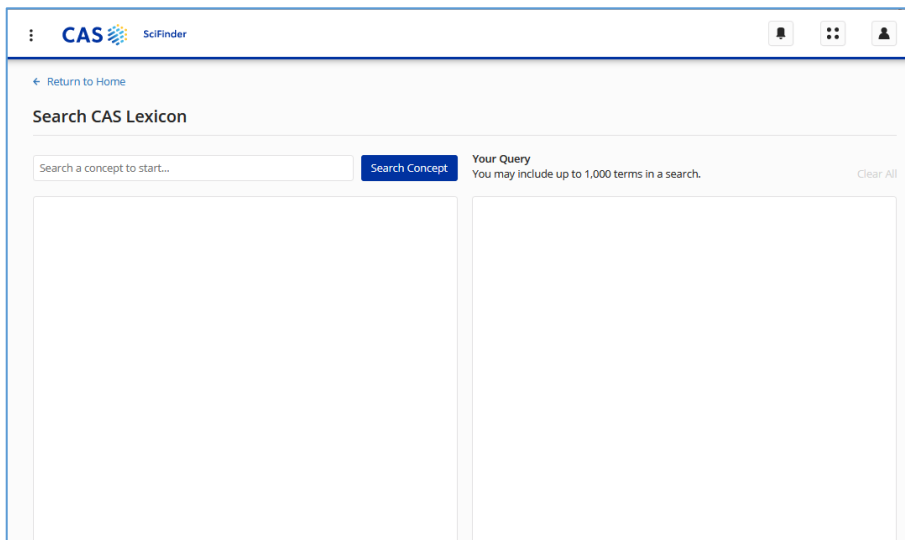 CAS SciFinder
Return to Home
Search CAS Lexicon
Search a concept to start...
Search Concept
Your Query
You may include up to 1,000 terms in a search.
Clear All